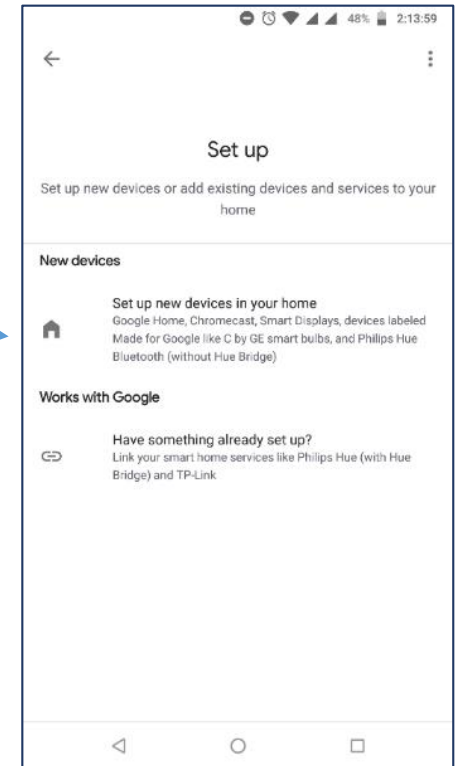 48% 2:13:59
Set up
Set up new devices or add existing devices and services to your
home
New devices
Set up new devices in your home
Google Home, Chromecast, Smart Displays, devices labeled
Made for Google like C by GE smart bulbs, and Philips Hue
Bluetooth (without Hue Bridge)
Works with Google
Have something already set up?
Link your smart home services like Philips Hue (with Hue
Bridge) and TP-Link